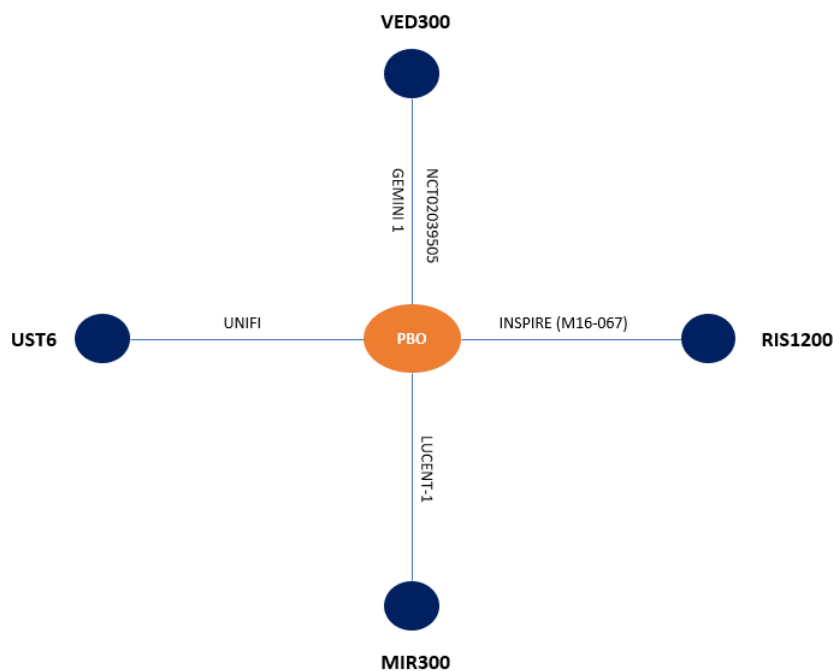 VED300
GEMINI 1
NCT02039505
UST6
UNIFI
PBO
INSPIRE (M16-067)
RIS1200
LUCENT-1
MIR300